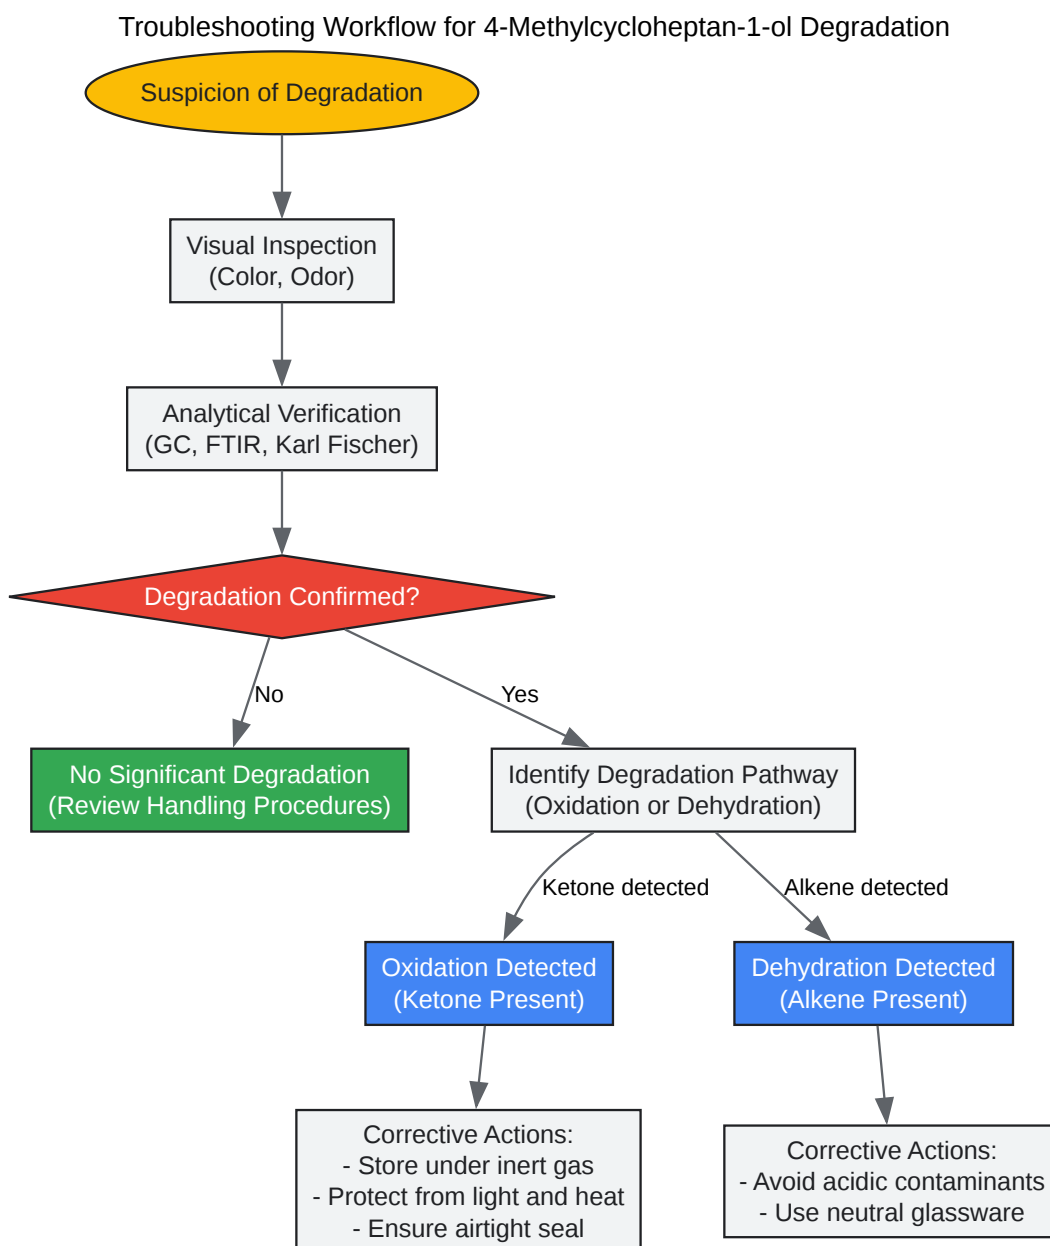 Troubleshooting Workflow for 4-Methylcycloheptan-1-ol Degradation
Suspicion of Degradation
Visual Inspection
(Color, Odor)
Analytical Verification
(GC, FTIR, Karl Fischer)
Degradation Confirmed?
No
Yes
No Significant Degradation
(Review Handling Procedures)
Identify Degradation Pathway
(Oxidation or Dehydration)
Ketone detected
Alkene detected
Oxidation Detected
(Ketone Present)
Dehydration Detected
(Alkene Present)
Corrective Actions:
- Store under inert gas
- Protect from light and heat
- Ensure airtight seal
Corrective Actions:
- Avoid acidic contaminants
- Use neutral glassware